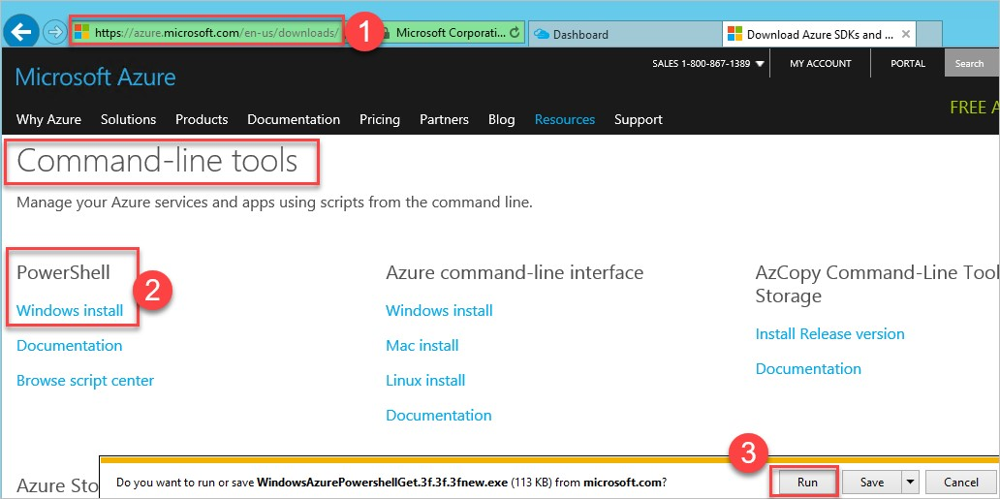 https://azure.microsoft.com/en-us/downloads/
1
Microsoft Corporati...
Dashboard
Download Azure SDKs and ...
SALES 1-800-867-1389
MY ACCOUNT
PORTAL
Search
Microsoft Azure
FREE A
Why Azure
Solutions
Products
Documentation
Pricing
Partners
Blog
Resources
Support
Command-line tools
Manage your Azure services and apps using scripts from the command line.
PowerShell
2
Windows install
Documentation
Browse script center
Azure command-line interface
Windows install
Mac install
Linux install
Documentation
AzCopy Command-Line Tool
Storage
Install Release version
Documentation
Azure Sto
3
Do you want to run or save WindowsAzurePowershellGet.3f.3f.3fnew.exe (113 KB) from microsoft.com?
Run
Save
Cancel